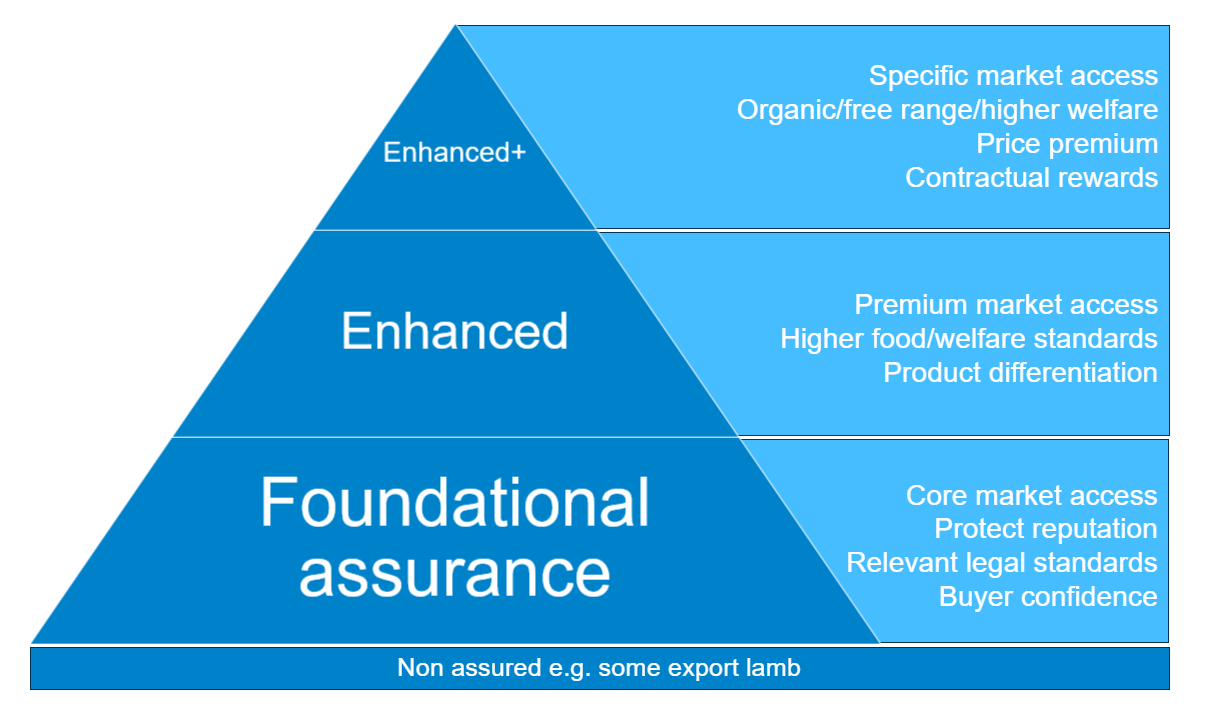 Specific market access
Organic/free range/higher welfare
Enhanced+
Price premium
Contractual rewards
Enhanced
Premium market access
Higher food/welfare standards
Product differentiation
Foundational
assurance
Core market access
Protect reputation
Relevant legal standards
Buyer confidence
Non assured e.g. some export lamb